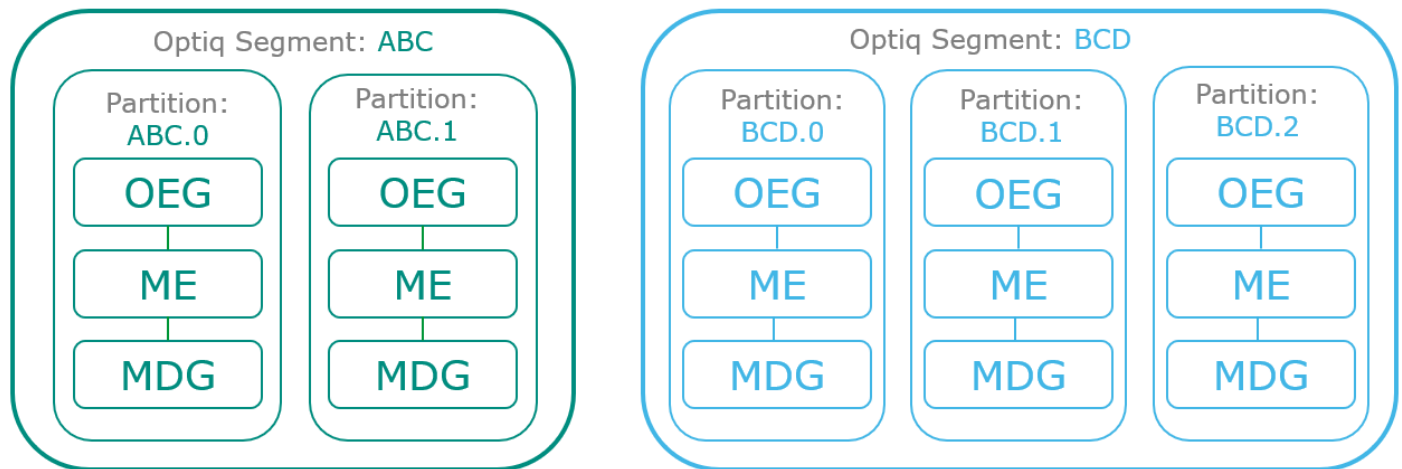 Optiq Segment: ABC
Partition:
ABC.0
OEG
ME
MDG
Partition:
ABC.1
OEG
ME
MDG
Optiq Segment: BCD
Partition:
BCD.0
OEG
ME
MDG
Partition:
BCD.1
OEG
ME
MDG
Partition:
BCD.2
OEG
ME
MDG